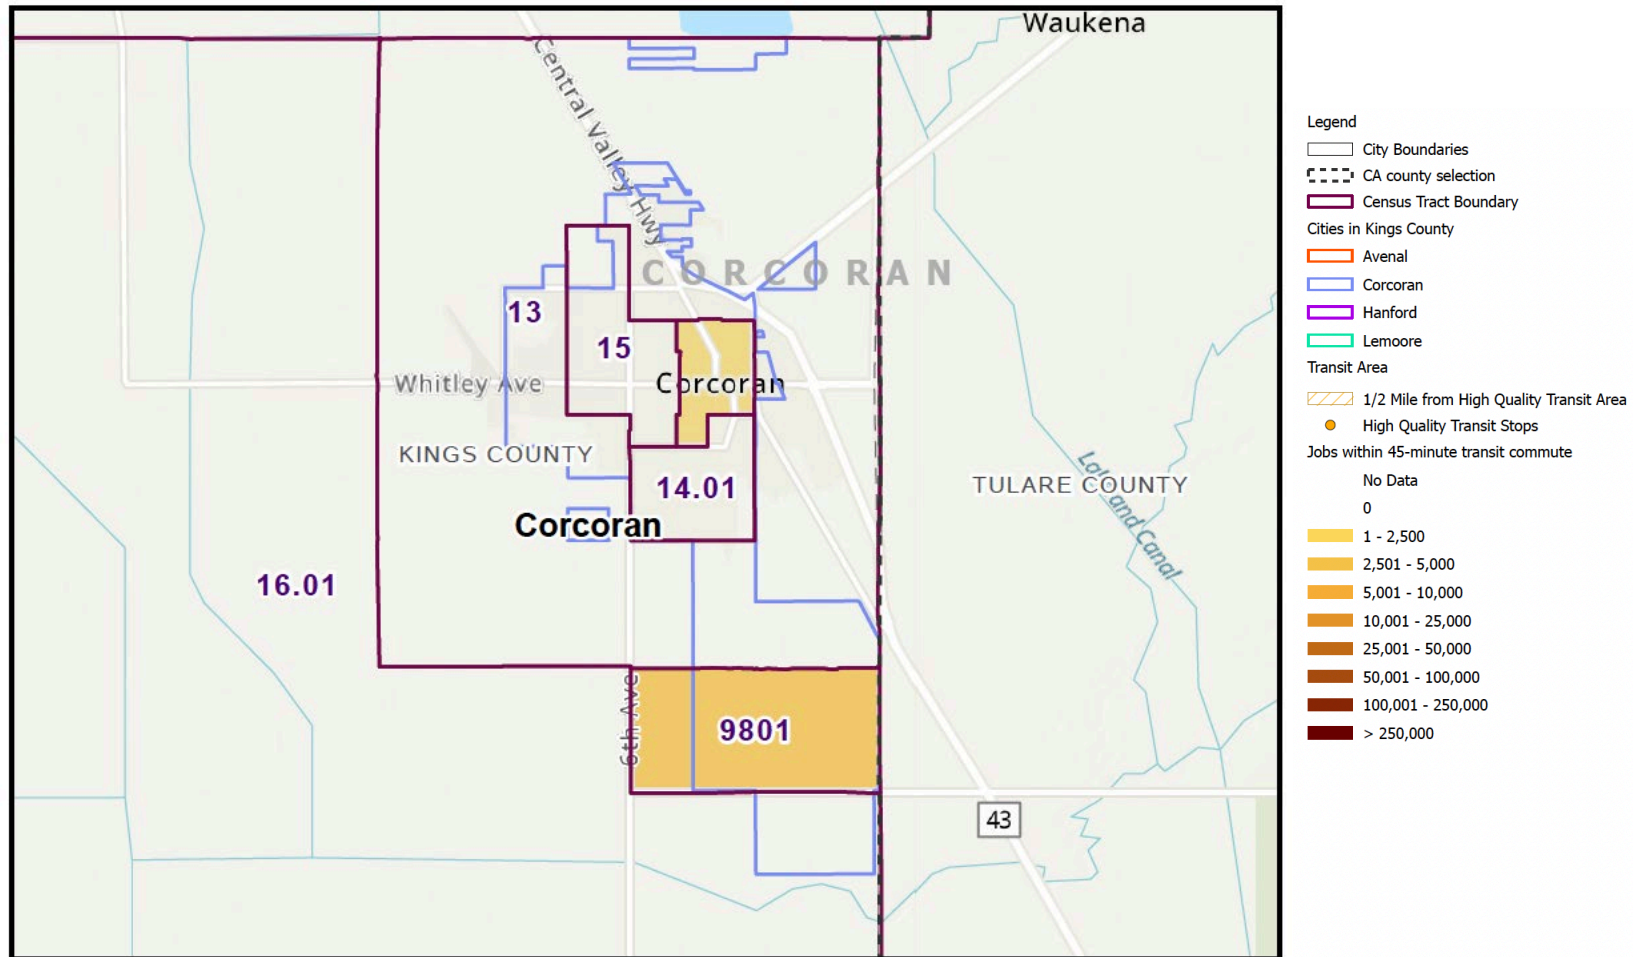 Waukena
Central Valley Hwy
CORCORAN
13
15
Whitley Ave
Corcoran
KINGS COUNTY
14.01
TULARE COUNTY
Lakeland Canal
Corcoran
16.01
6th Ave
9801
43
Legend
City Boundaries
CA county selection
Census Tract Boundary
Cities in Kings County
Avenal
Corcoran
Hanford
Lemoore
Transit Area
1/2 Mile from High Quality Transit Area
High Quality Transit Stops
Jobs within 45-minute transit commute
No Data
0
1 - 2,500
2,501 - 5,000
5,001 - 10,000
10,001 - 25,000
25,001 - 50,000
50,001 - 100,000
100,001 - 250,000
> 250,000